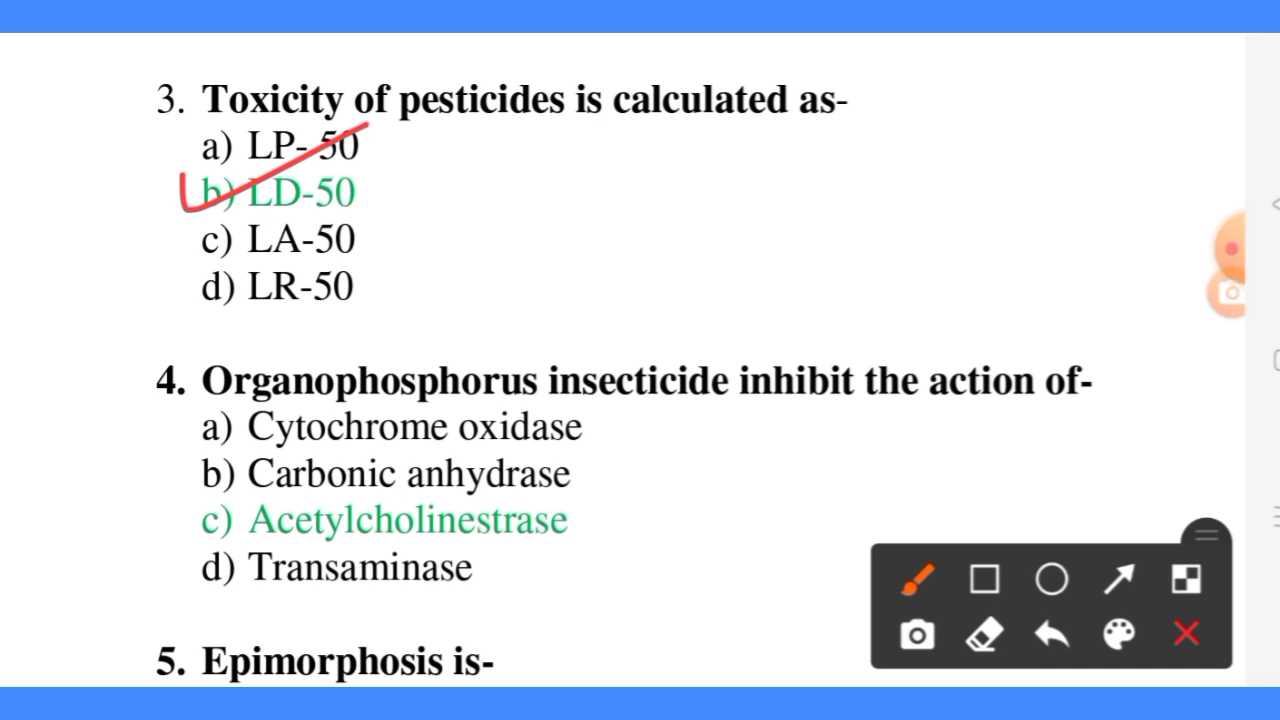 3. Toxicity of pesticides is calculated as-
a) LP- 50
b) LD-50
c) LA-50
d) LR-50
4. Organophosphorus insecticide inhibit the action of-
a) Cytochrome oxidase
b) Carbonic anhydrase
c) Acetylcholinestrase
d) Transaminase
5. Epimorphosis is-